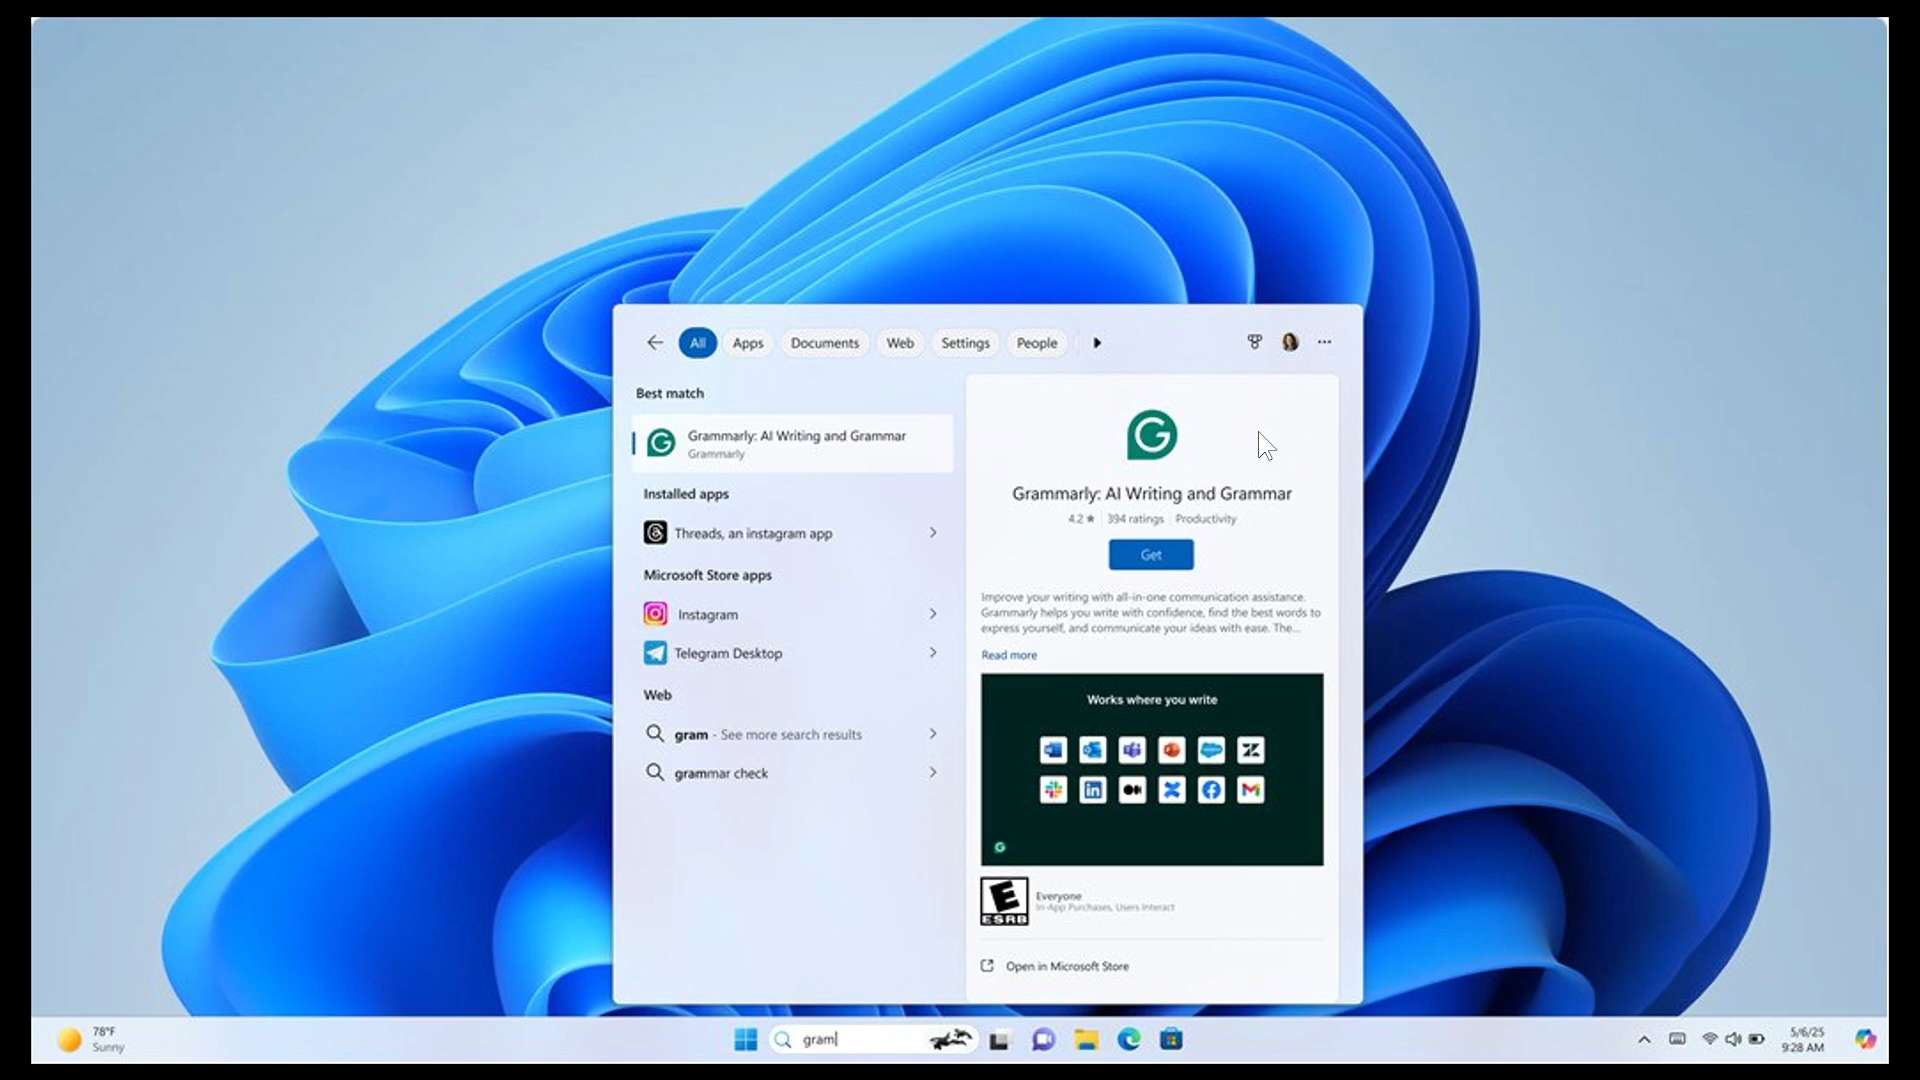 All
Apps
Documents
Web
Settings
People
Best match
Grammarly: AI Writing and Grammar
Grammarly
Installed apps
Threads, an instagram app
Microsoft Store apps
Instagram
Telegram Desktop
Web
gram - See more search results
grammar check
Grammarly: AI Writing and Grammar
4.2 ★ 394 ratings Productivity
Get
Improve your writing with all-in-one communication assistance.
Grammarly helps you write with confidence, find the best words to
express yourself, and communicate your ideas with ease. The...
Read more
Works where you write
E
ESRB
Everyone
In-App Purchases, Users Interact
Open in Microsoft Store
78°F
Sunny
gram
5/6/25
9:28 AM